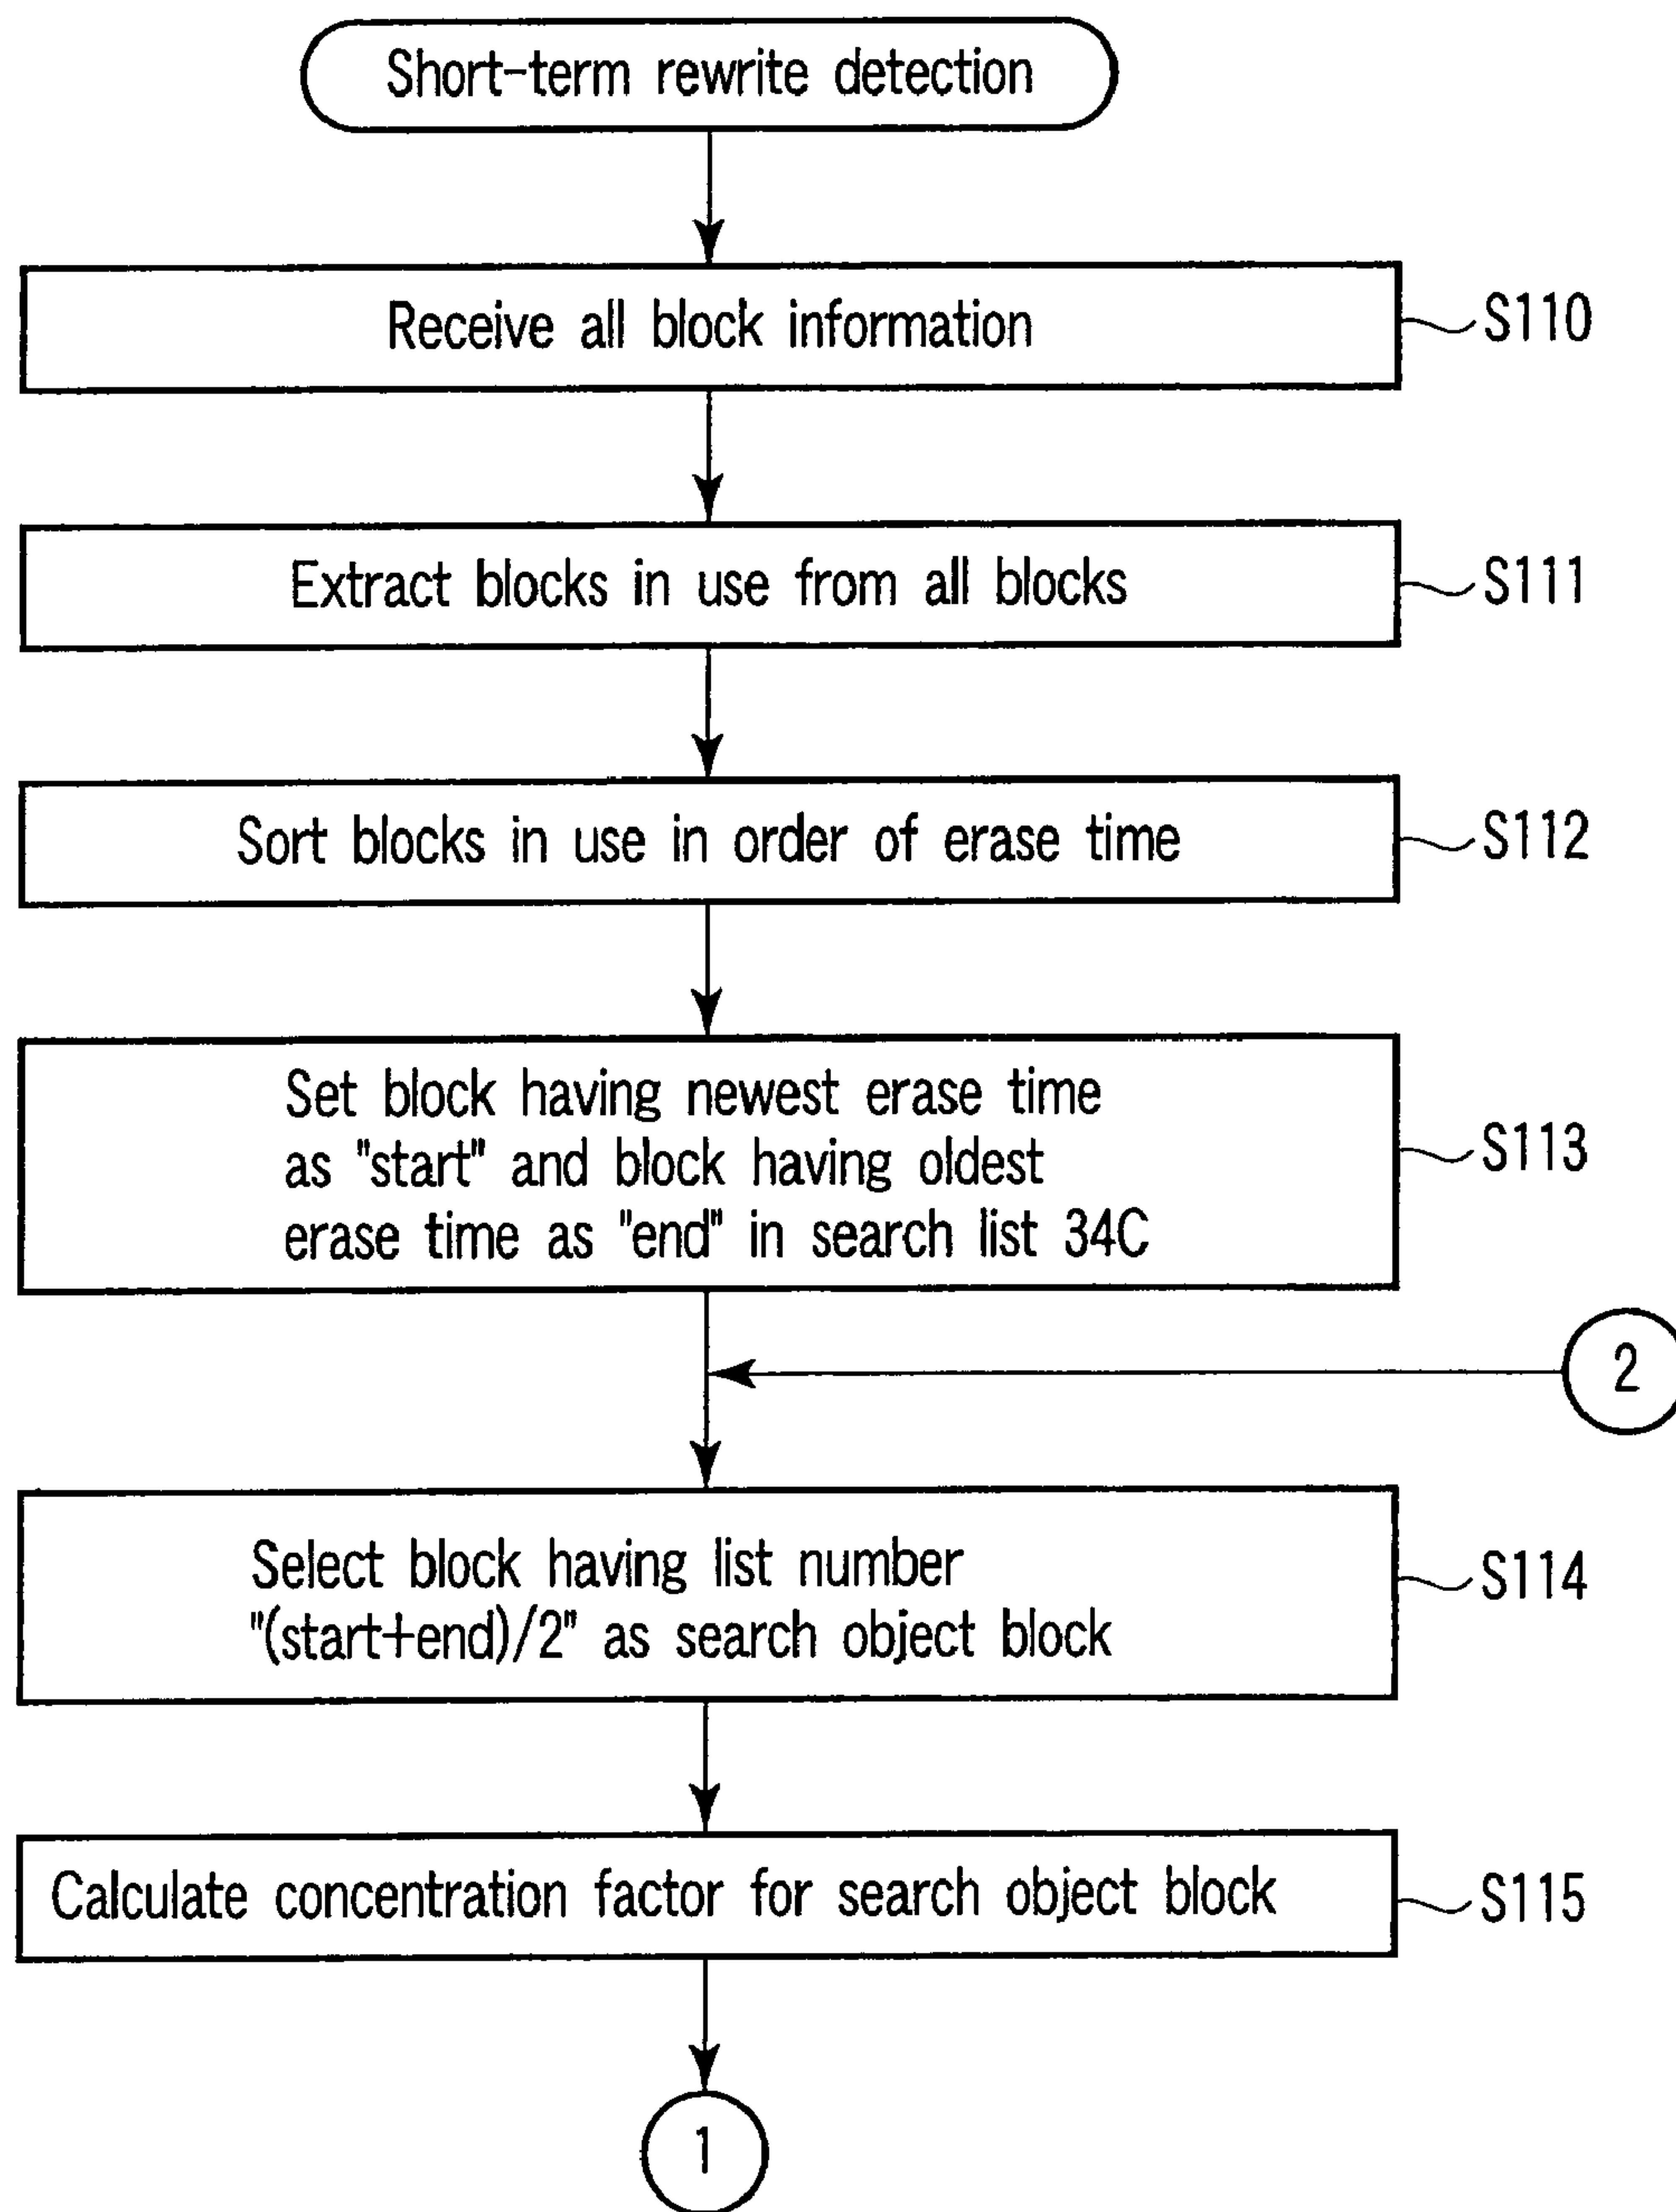 Short-term rewrite detection
Receive all block information
S110
Extract blocks in use from all blocks
S111
Sort blocks in use in order of erase time
S112
Set block having newest erase time
as "start" and block having oldest
erase time as "end" in search list 34C
S113
2
Select block having list number
"(start+end)/2" as search object block
S114
Calculate concentration factor for search object block
S115
1